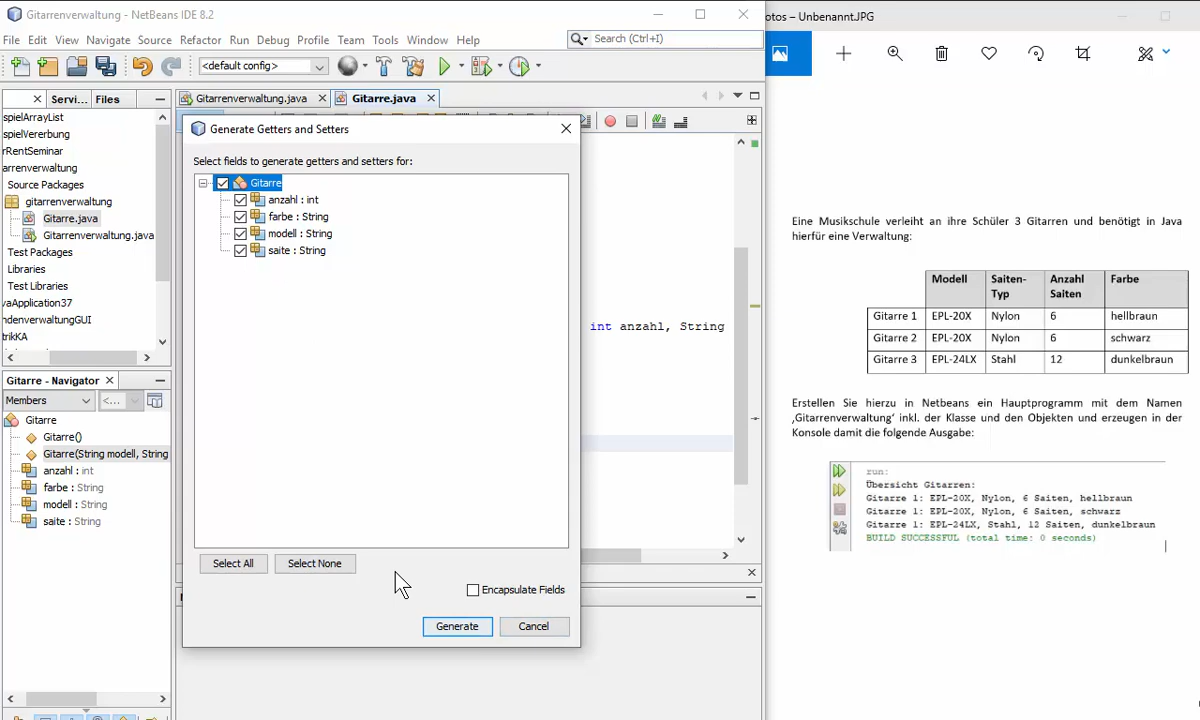 Gitarrenverwaltung - NetBeans IDE 8.2
File Edit View Navigate Source Refactor Run Debug Profile Team Tools Window Help
Search (Ctrl+I)
<default config>
Servi... Files
Gitarrenverwaltung.java
Gitarre.java
spielArrayList
spielVererbung
rRentSeminar
arrenverwaltung
Source Packages
gitarrenverwaltung
Gitarre.java
Gitarrenverwaltung.java
Test Packages
Libraries
Test Libraries
vaApplication37
ndenverwaltungGUI
trikKA
Gitarre - Navigator
Members
<...
Gitarre
Gitarre()
Gitarre(String modell, String
anzahl : int
farbe : String
modell : String
saite : String
Generate Getters and Setters
Select fields to generate getters and setters for:
Gitarre
anzahl : int
farbe : String
modell : String
saite : String
Select All
Select None
Encapsulate Fields
Generate
Cancel
int anzahl, String
otos – Unbenannt.JPG
Eine Musikschule verleiht an ihre Schüler 3 Gitarren und benötigt in Java
hierfür eine Verwaltung:
Modell Saiten-Typ Anzahl Saiten Farbe
Gitarre 1 EPL-20X Nylon 6 hellbraun
Gitarre 2 EPL-20X Nylon 6 schwarz
Gitarre 3 EPL-24LX Stahl 12 dunkelbraun
Erstellen Sie hierzu in Netbeans ein Hauptprogramm mit dem Namen
‚Gitarrenverwaltung‘ inkl. der Klasse und den Objekten und erzeugen in der
Konsole damit die folgende Ausgabe:
run:
Übersicht Gitarren:
Gitarre 1: EPL-20X, Nylon, 6 Saiten, hellbraun
Gitarre 1: EPL-20X, Nylon, 6 Saiten, schwarz
Gitarre 1: EPL-24LX, Stahl, 12 Saiten, dunkelbraun
BUILD SUCCESSFUL (total time: 0 seconds)